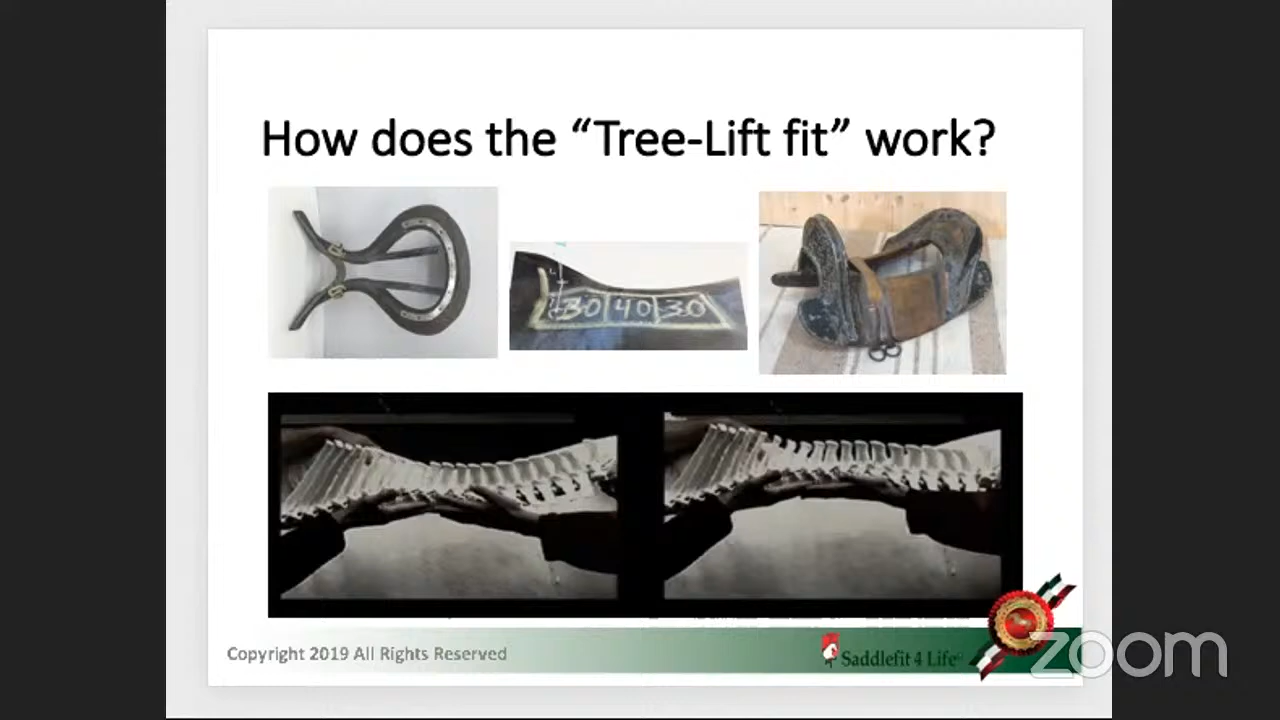 How does the “Tree-Lift fit” work?
30 40 30
Copyright 2019 All Rights Reserved
Saddlefit 4 Life
zoom